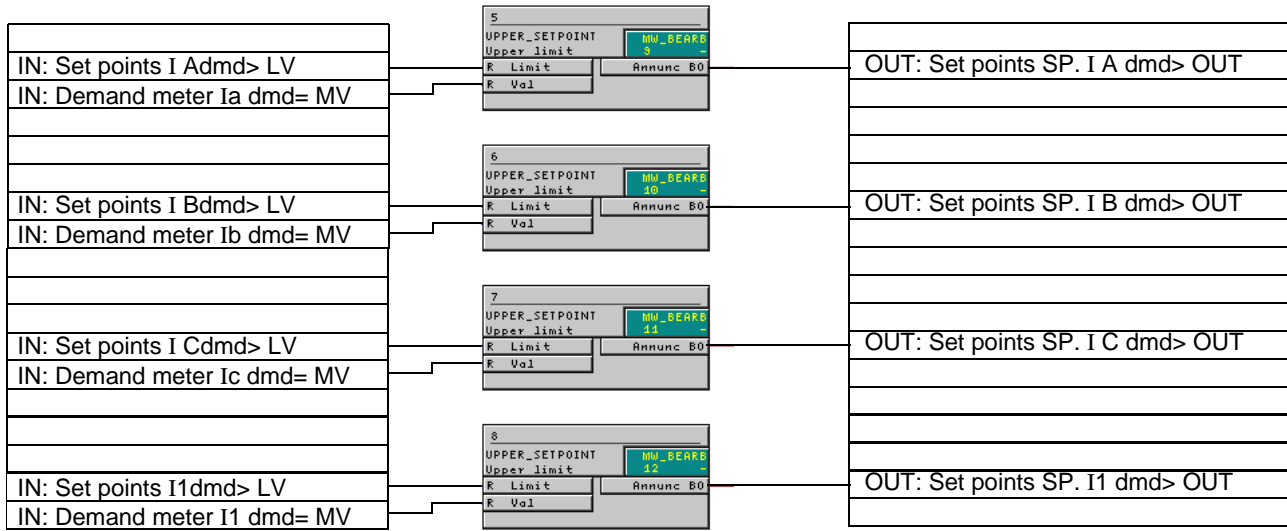 5
UPPER_SETPOINT MW_BEARB
Upper limit 9 -
IN: Set points I Admd> LV R Limit Annunc BO OUT: Set points SP. I A dmd> OUT
IN: Demand meter Ia dmd= MV R Val
6
UPPER_SETPOINT MW_BEARB
Upper limit 10 -
IN: Set points I Bdmd> LV R Limit Annunc BO OUT: Set points SP. I B dmd> OUT
IN: Demand meter Ib dmd= MV R Val
7
UPPER_SETPOINT MW_BEARB
Upper limit 11 -
IN: Set points I Cdmd> LV R Limit Annunc BO OUT: Set points SP. I C dmd> OUT
IN: Demand meter Ic dmd= MV R Val
8
UPPER_SETPOINT MW_BEARB
Upper limit 12 -
IN: Set points I1dmd> LV R Limit Annunc BO OUT: Set points SP. I1 dmd> OUT
IN: Demand meter I1 dmd= MV R Val